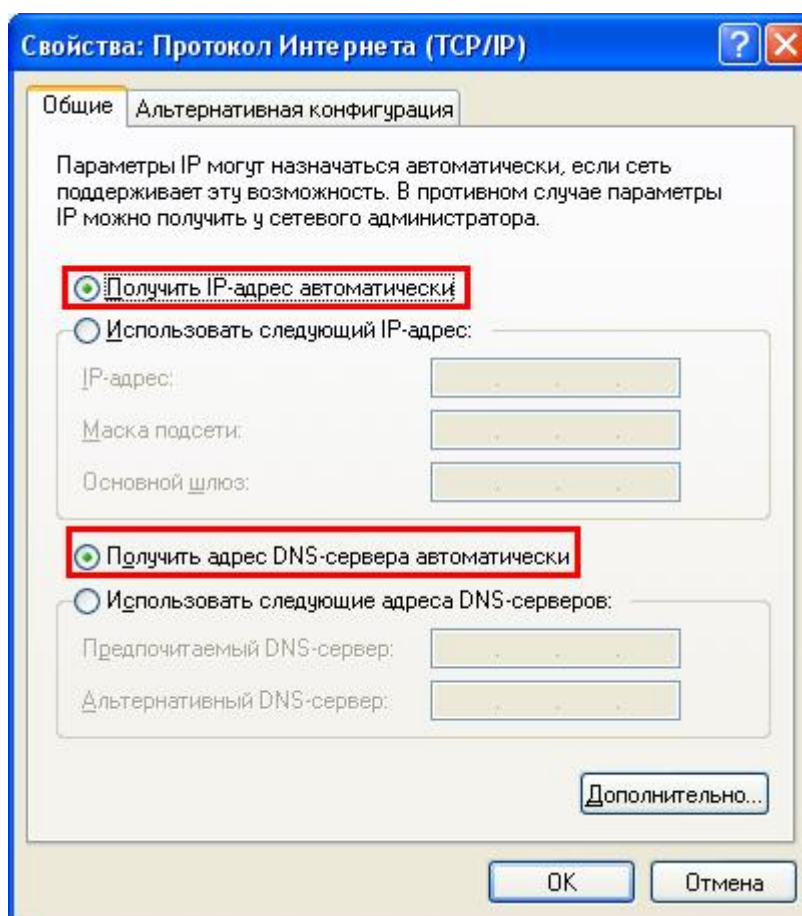 Свойства: Протокол Интернета (TCP/IP)
Общие
Альтернативная конфигурация
Параметры IP могут назначаться автоматически, если сеть
поддерживает эту возможность. В противном случае параметры
IP можно получить у сетевого администратора.
Получить IP-адрес автоматически
Использовать следующий IP-адрес:
IP-адрес:
Маска подсети:
Основной шлюз:
Получить адрес DNS-сервера автоматически
Использовать следующие адреса DNS-серверов:
Предпочитаемый DNS-сервер:
Альтернативный DNS-сервер:
Дополнительно...
OK
Отмена